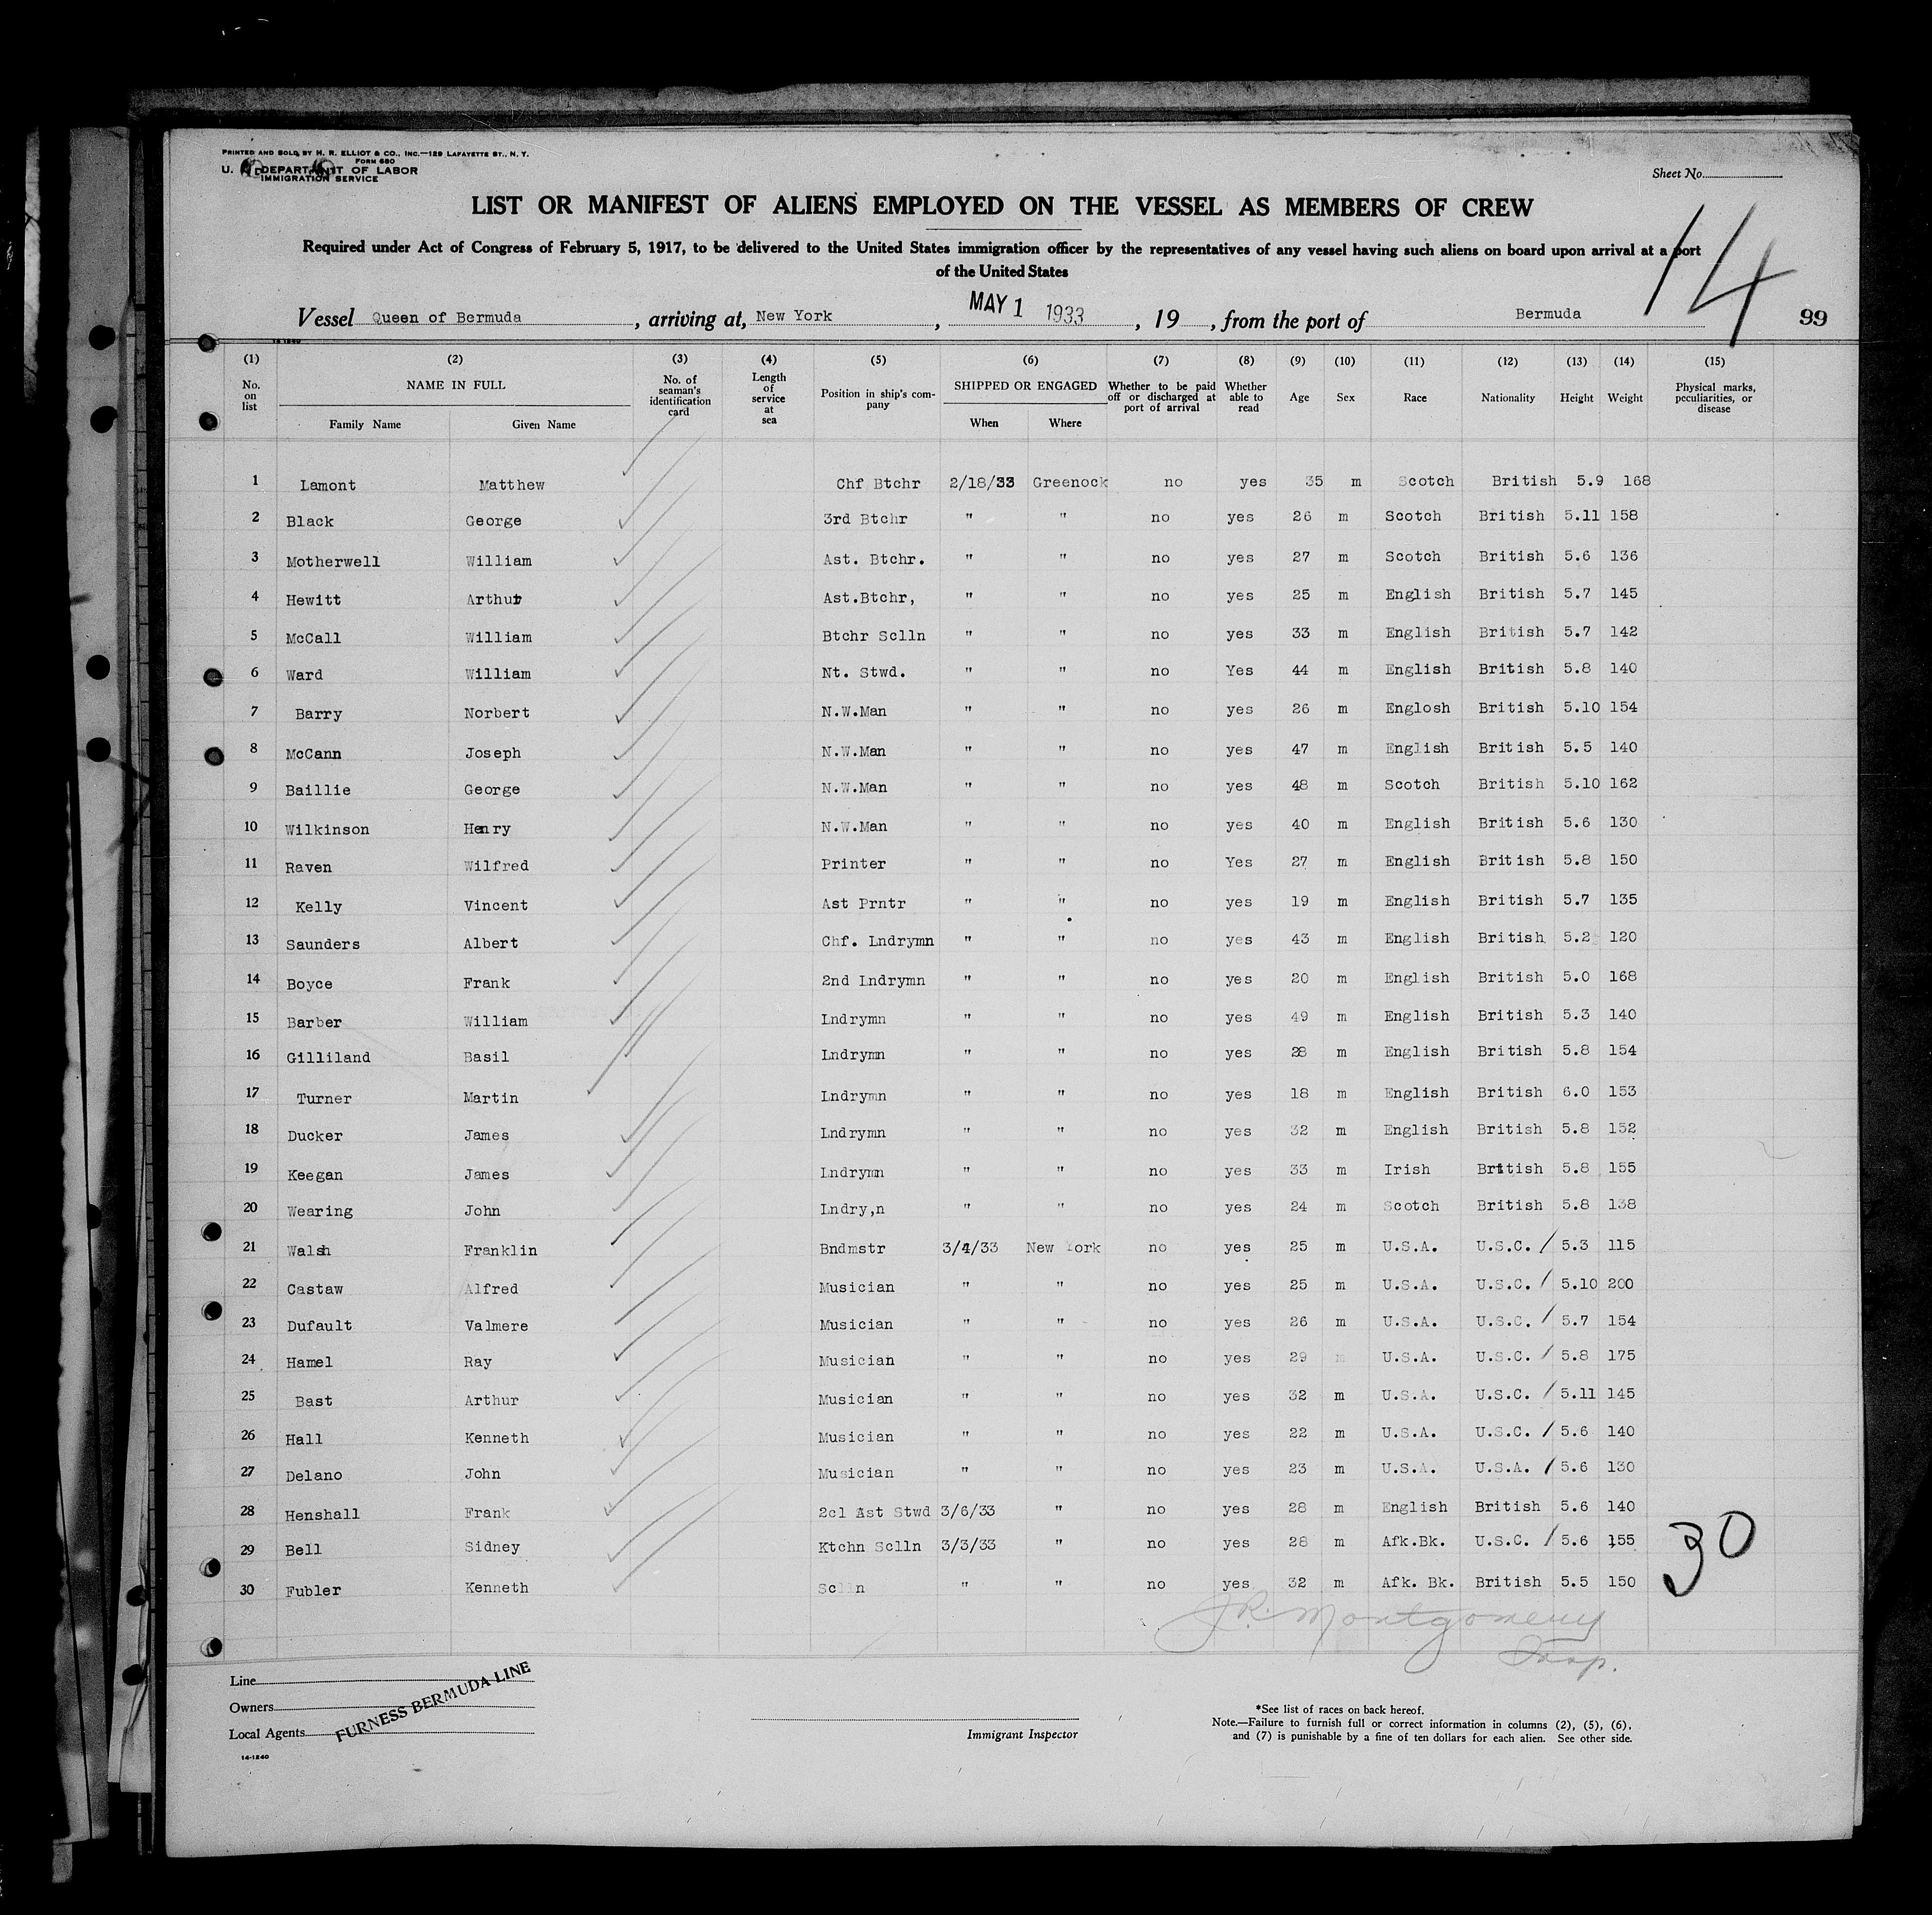 PRINTED AND SOLD BY H. R. ELLIOT & CO., INC.—129 LAFAYETTE ST., N. Y.
FORM 680
U. DEPARTMENT OF LABOR
IMMIGRATION SERVICE
Sheet No.
LIST OR MANIFEST OF ALIENS EMPLOYED ON THE VESSEL AS MEMBERS OF CREW
14
Required under Act of Congress of February 5, 1917, to be delivered to the United States immigration officer by the representatives of any vessel having such aliens on board upon arrival at a port
of the United States
Vessel Queen of Bermuda, arriving at, New York, MAY 1 1933, 19, from the port of Bermuda 99
14-1240
(1) (2) (3) (4) (5) (6) (7) (8) (9) (10) (11) (12) (13) (14) (15)
No. on list NAME IN FULL Family Name Given Name No. of seaman's identification card Length of service at sea Position in ship's company SHIPPED OR ENGAGED When Where Whether to be paid off or discharged at port of arrival Whether able to read Age Sex Race Nationality Height Weight Physical marks, peculiarities, or disease
1 Lamont Matthew Chf Btchr 2/18/33 Greenock no yes 35 m Scotch British 5.9 168
2 Black George 3rd Btchr " " no yes 26 m Scotch British 5.11 158
3 Motherwell William Ast. Btchr. " " no yes 27 m Scotch British 5.6 136
4 Hewitt Arthur Ast.Btchr, " " no yes 25 m English British 5.7 145
5 McCall William Btchr Sclln " " no yes 33 m English British 5.7 142
6 Ward William Nt. Stwd. " " no Yes 44 m English British 5.8 140
7 Barry Norbert N.W.Man " " no yes 26 m Englosh British 5.10 154
8 McCann Joseph N.W.Man " " no yes 47 m English British 5.5 140
9 Baillie George N.W.Man " " no yes 48 m Scotch British 5.10 162
10 Wilkinson Henry N.W.Man " " no yes 40 m English British 5.6 130
11 Raven Wilfred Printer " " no Yes 27 m English British 5.8 150
12 Kelly Vincent Ast Prntr " " no yes 19 m English British 5.7 135
13 Saunders Albert Chf. Lndrymn " " no yes 43 m English British 5.2 120
14 Boyce Frank 2nd Lndrymn " " no yes 20 m English British 5.0 168
15 Barber William Lndrymn " " no yes 49 m English British 5.3 140
16 Gilliland Basil Lndrymn " " no yes 28 m English British 5.8 154
17 Turner Martin Lndrymn " " no yes 18 m English British 6.0 153
18 Ducker James Lndrymn " " no yes 32 m English British 5.8 152
19 Keegan James Lndrymn " " no yes 33 m Irish British 5.8 155
20 Wearing John Lndry,n " " no yes 24 m Scotch British 5.8 138
21 Walsh Franklin Bndmstr 3/4/33 New York no yes 25 m U.S.A. U.S.C. / 5.3 115
22 Castaw Alfred Musician " " no yes 25 m U.S.A. U.S.C. / 5.10 200
23 Dufault Valmere Musician " " no yes 26 m U.S.A. U.S.C. / 5.7 154
24 Hamel Ray Musician " " no yes 29 m U.S.A. U.S.C. / 5.8 175
25 Bast Arthur Musician " " no yes 32 m U.S.A. U.S.C. / 5.11 145
26 Hall Kenneth Musician " " no yes 22 m U.S.A. U.S.C. / 5.6 140
27 Delano John Musician " " no yes 23 m U.S.A. U.S.A. / 5.6 130
28 Henshall Frank 2cl Ast Stwd 3/6/33 " no yes 28 m English British 5.6 140
29 Bell Sidney Ktchn Sclln 3/3/33 " no yes 28 m Afk.Bk. U.S.C. / 5.6 155
30 Fubler Kenneth Sclln " " no yes 32 m Afk. Bk. British 5.5 150
30
J.R. Montgomery
Insp.
Line
Owners
Local Agents
FURNESS BERMUDA LINE
14-1240
Immigrant Inspector
*See list of races on back hereof.
Note.—Failure to furnish full or correct information in columns (2), (5), (6),
and (7) is punishable by a fine of ten dollars for each alien. See other side.